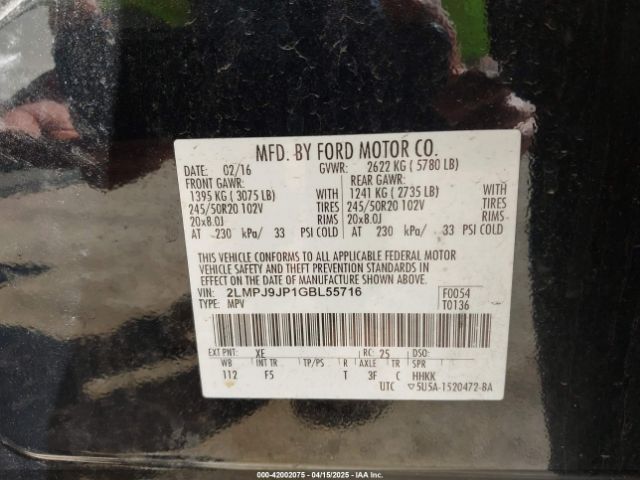 MFD. BY FORD MOTOR CO.
DATE: 02/16 GVWR: 2622 KG ( 5780 LB)
FRONT GAWR: REAR GAWR:
1395 KG ( 3075 LB) WITH 1241 KG ( 2735 LB) WITH
245/50R20 102V TIRES 245/50R20 102V TIRES
20x8.0J RIMS 20x8.0J RIMS
AT 230 kPa/ 33 PSI COLD AT 230 kPa/ 33 PSI COLD
THIS VEHICLE CONFORMS TO ALL APPLICABLE FEDERAL MOTOR
VEHICLE SAFETY AND THEFT PREVENTION STANDARDS IN
EFFECT ON THE DATE OF MANUFACTURE SHOWN ABOVE.
VIN: 2LMPJ9JP1GBL55716 F0054
TYPE: MPV T0136
EXT PNT: XE RC: 25 DSO:
WB INT TR TP/PS R AXLE TR SPR
112 F5 T 3F C HHKK
UTC ▽5U5A-1520472-BA
000-42002075 04/15/2025 IAA Inc.